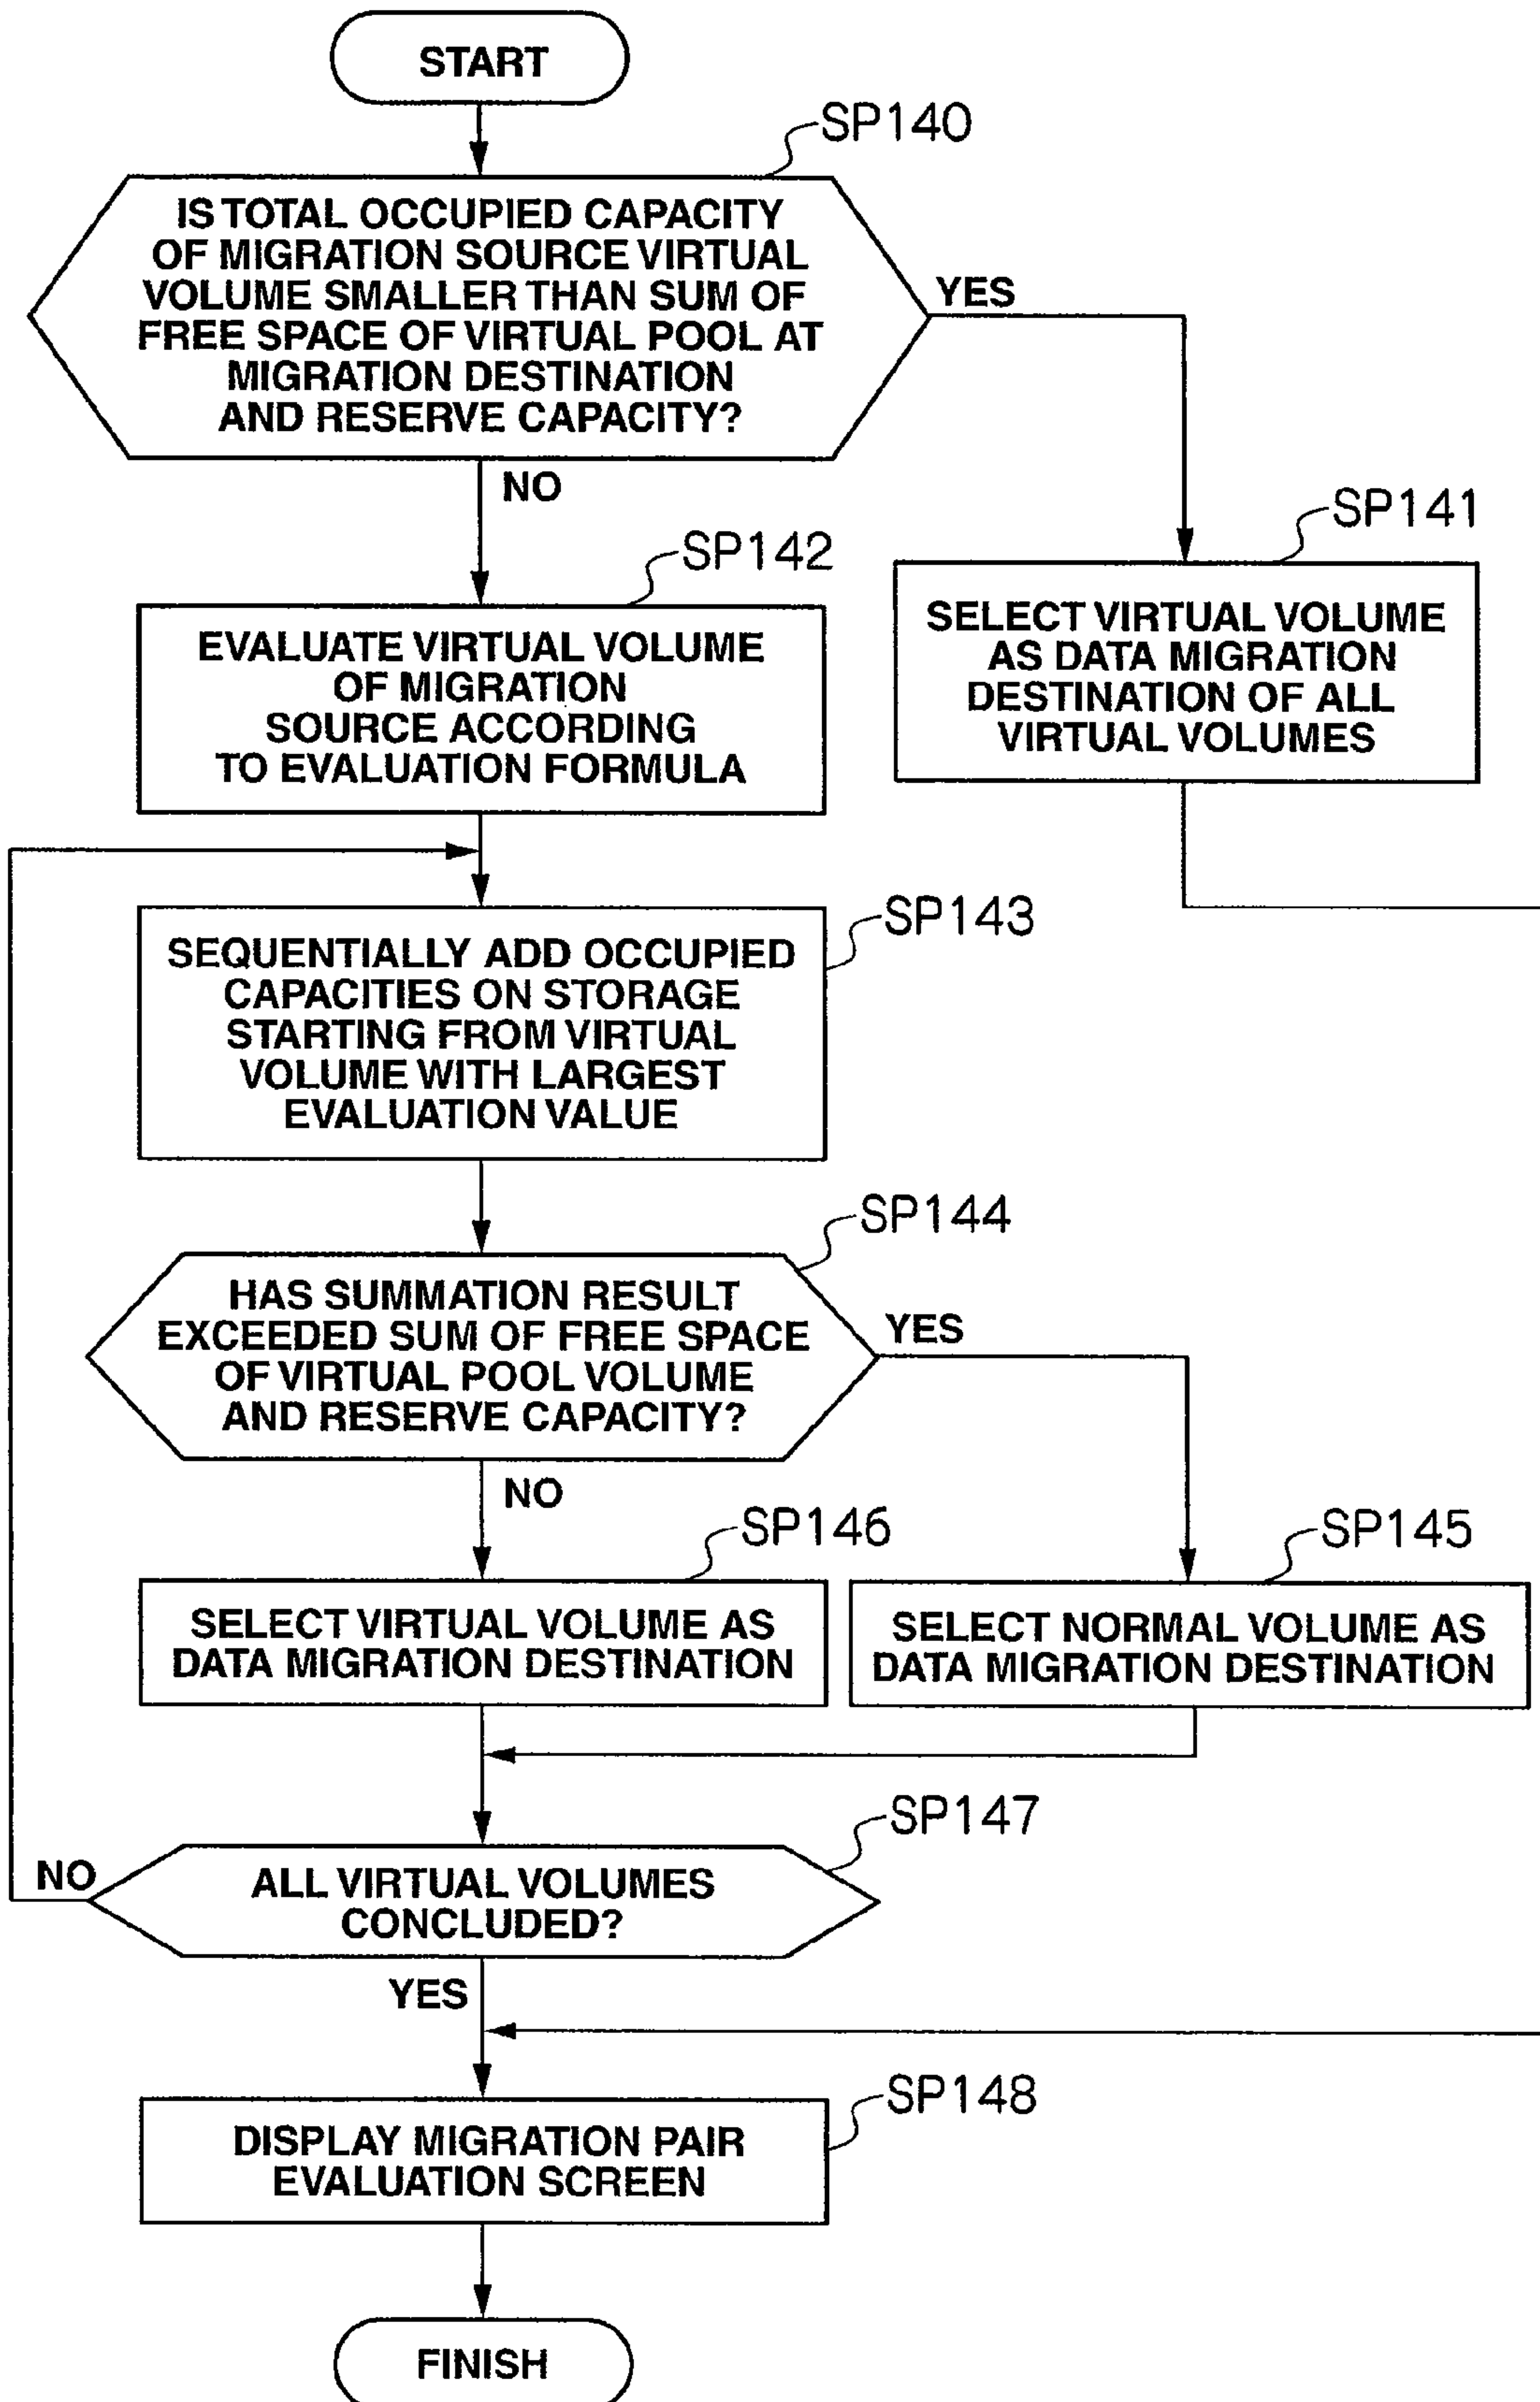 START
SP140
IS TOTAL OCCUPIED CAPACITY
OF MIGRATION SOURCE VIRTUAL
VOLUME SMALLER THAN SUM OF
FREE SPACE OF VIRTUAL POOL AT
MIGRATION DESTINATION
AND RESERVE CAPACITY?
YES
NO
SP141
SELECT VIRTUAL VOLUME
AS DATA MIGRATION
DESTINATION OF ALL
VIRTUAL VOLUMES
SP142
EVALUATE VIRTUAL VOLUME
OF MIGRATION
SOURCE ACCORDING
TO EVALUATION FORMULA
SP143
SEQUENTIALLY ADD OCCUPIED
CAPACITIES ON STORAGE
STARTING FROM VIRTUAL
VOLUME WITH LARGEST
EVALUATION VALUE
SP144
HAS SUMMATION RESULT
EXCEEDED SUM OF FREE SPACE
OF VIRTUAL POOL VOLUME
AND RESERVE CAPACITY?
YES
NO
SP146
SELECT VIRTUAL VOLUME AS
DATA MIGRATION DESTINATION
SP145
SELECT NORMAL VOLUME AS
DATA MIGRATION DESTINATION
SP147
NO
ALL VIRTUAL VOLUMES
CONCLUDED?
YES
SP148
DISPLAY MIGRATION PAIR
EVALUATION SCREEN
FINISH